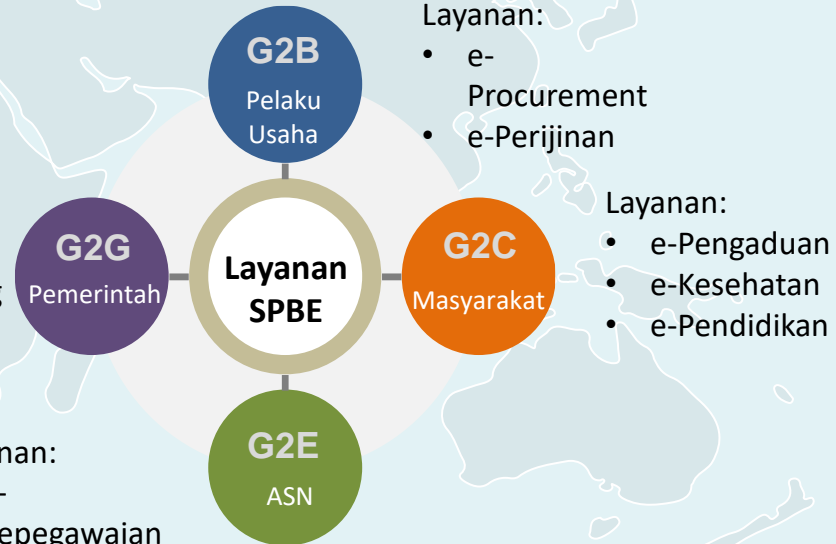 Layanan:
• e-
Procurement
• e-Perijinan
G2B
Pelaku
Usaha
Layanan:
• e-Pengaduan
• e-Kesehatan
• e-Pendidikan
G2C
Masyarakat
G2G
Pemerintah
g
Layanan
SPBE
G2E
ASN
nan:
-
epegawaian